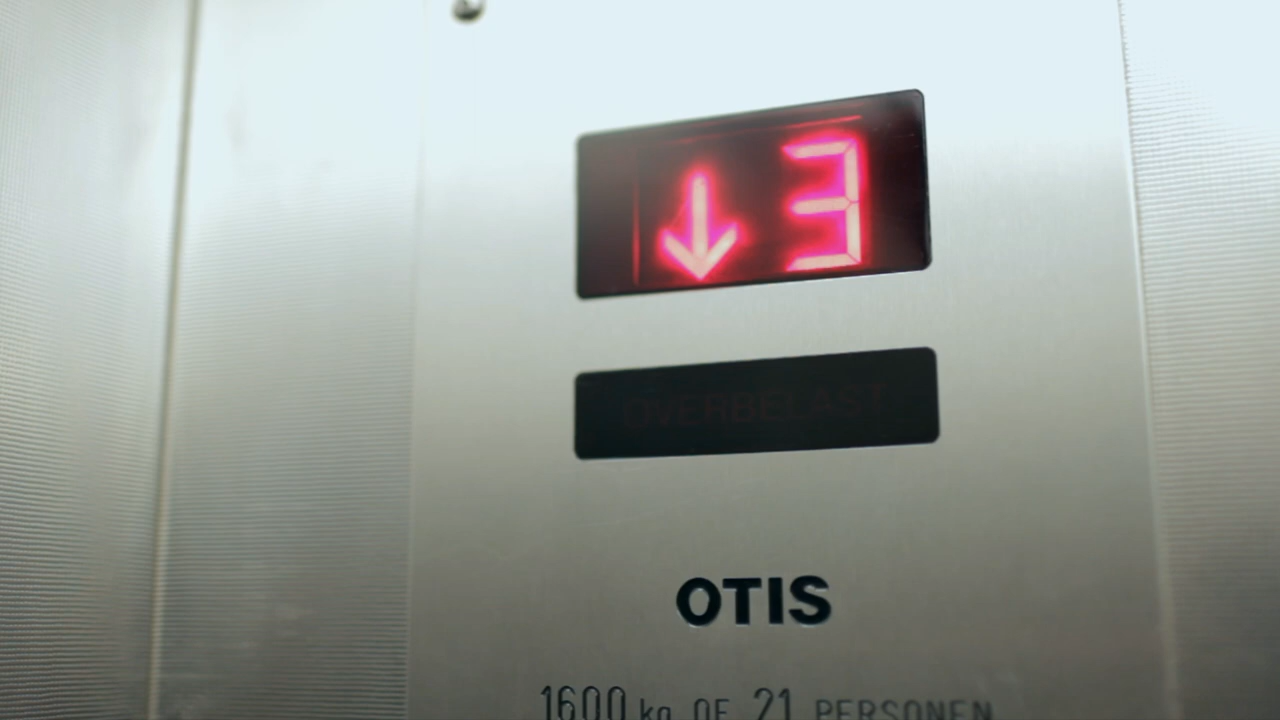 ↓ 3
OVERBELAST
OTIS
1600 kg OF 21 PERSONEN